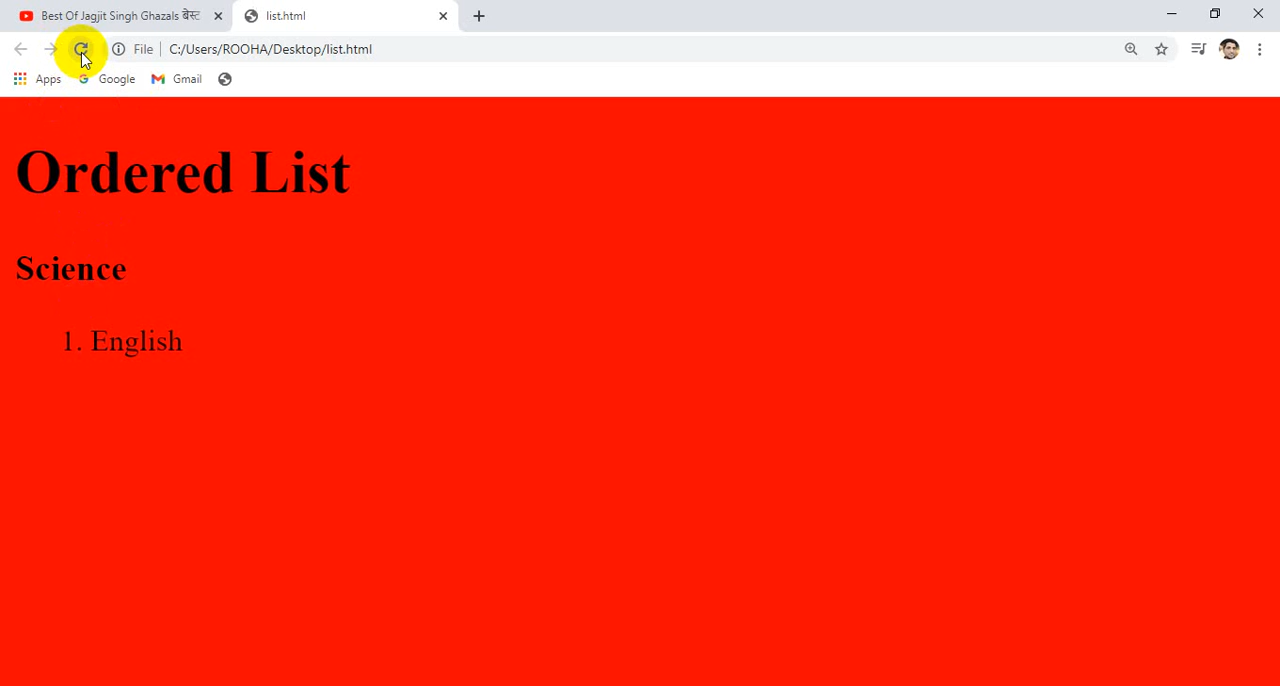 Best Of Jagjit Singh Ghazals बेस्ट
list.html
File
C:/Users/ROOHA/Desktop/list.html
Apps
Google
Gmail
Ordered List
Science
1. English